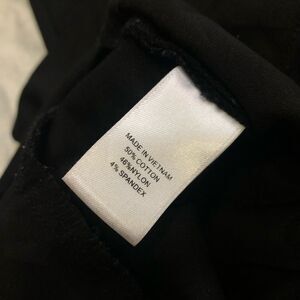 MADE IN VIETNAM
50% COTTON
46%NYLON
4% SPANDEX